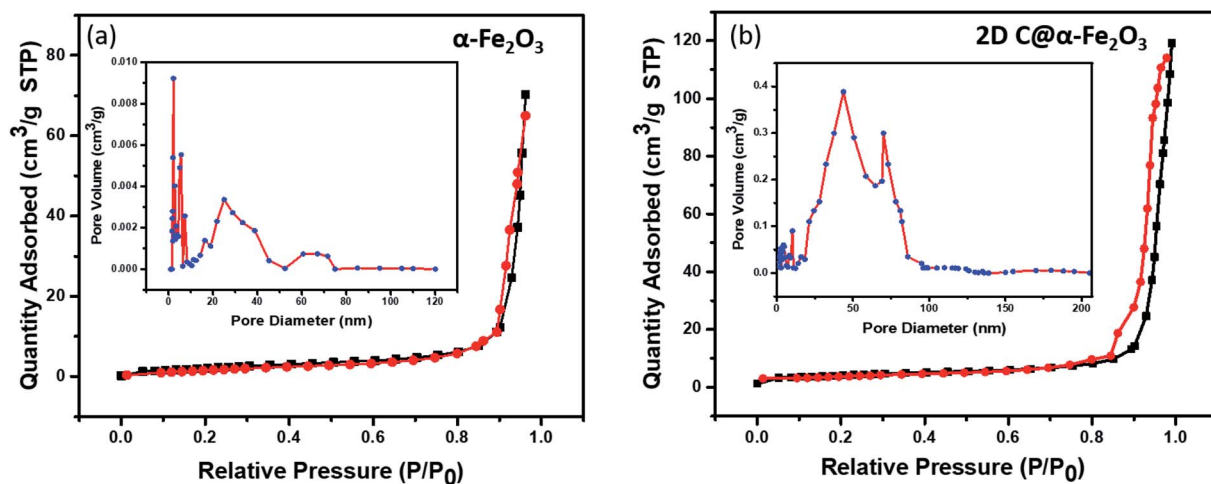 (a)
α-Fe₂O₃
Quantity Adsorbed (cm³/g STP)
80
60
40
20
0
0.0 0.2 0.4 0.6 0.8 1.0
Relative Pressure (P/P₀)
Pore Volume (cm³/g)
0.010
0.008
0.006
0.004
0.002
0.000
0 20 40 60 80 100 120
Pore Diameter (nm)
(b)
2D C@α-Fe₂O₃
Quantity Adsorbed (cm³/g STP)
120
100
80
60
40
20
0
0.0 0.2 0.4 0.6 0.8 1.0
Relative Pressure (P/P₀)
Pore Volume (cm³/g)
0.4
0.3
0.2
0.1
0.0
0 50 100 150 200
Pore Diameter (nm)